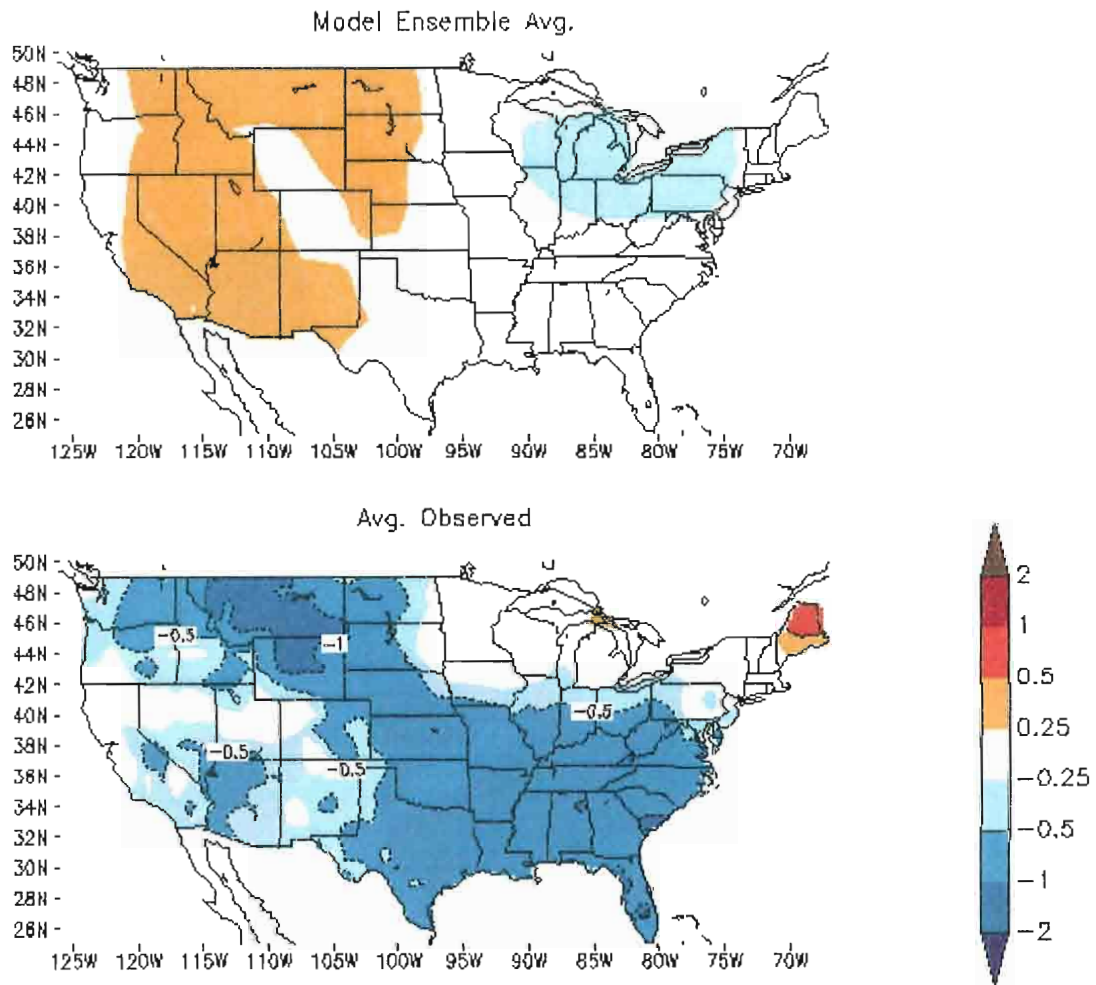 Model Ensemble Avg.
50N
48N
46N
44N
42N
40N
38N
36N
34N
32N
30N
28N
26N
125W 120W 115W 110W 105W 100W 95W 90W 85W 80W 75W 70W
Avg. Observed
50N
48N
46N
44N
42N
40N
38N
36N
34N
32N
30N
28N
26N
-0.5
-1
-0.5
-0.5
-0.5
125W 120W 115W 110W 105W 100W 95W 90W 85W 80W 75W 70W
2
1
0.5
0.25
-0.25
-0.5
-1
-2